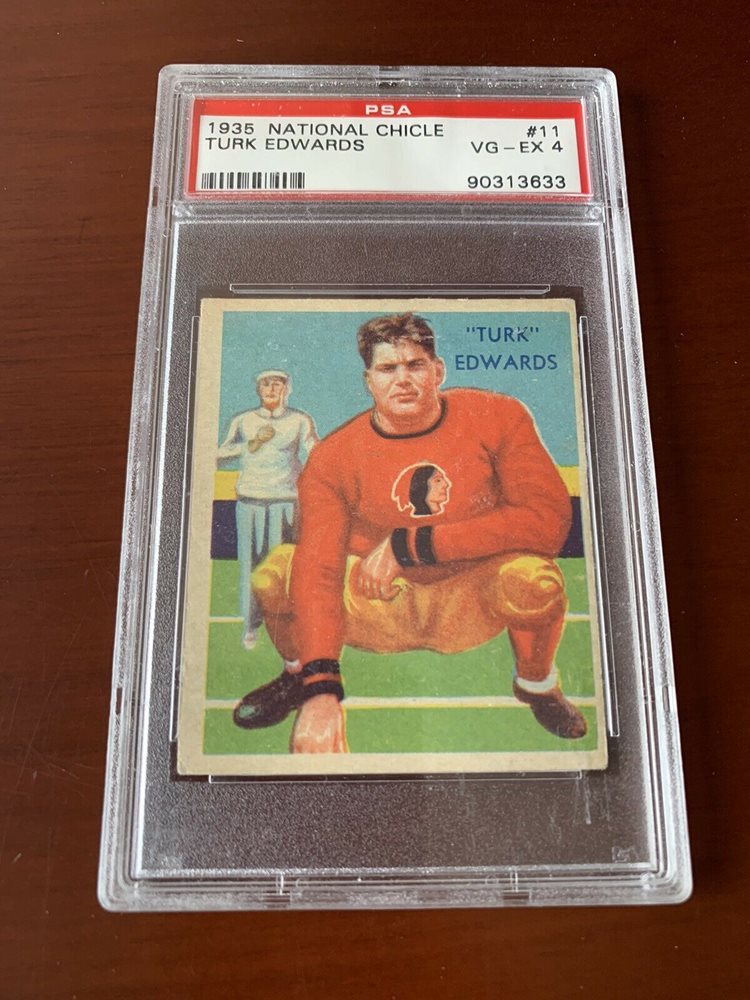 PSA
1935 NATIONAL CHICLE #11
TURK EDWARDS VG - EX 4
90313633
"TURK"
EDWARDS